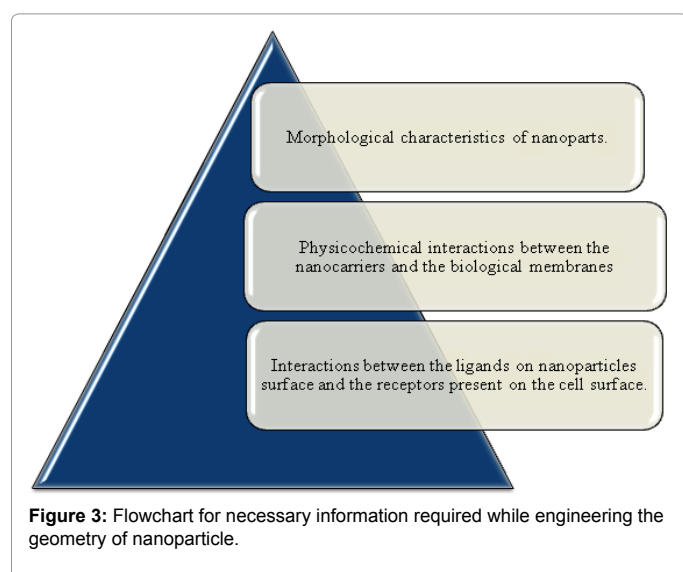 Morphological characteristics of nanoparts.
Physicochemical interactions between the
nanocarriers and the biological membranes
Interactions between the ligands on nanoparticles
surface and the receptors present on the cell surface.
Figure 3: Flowchart for necessary information required while engineering the
geometry of nanoparticle.